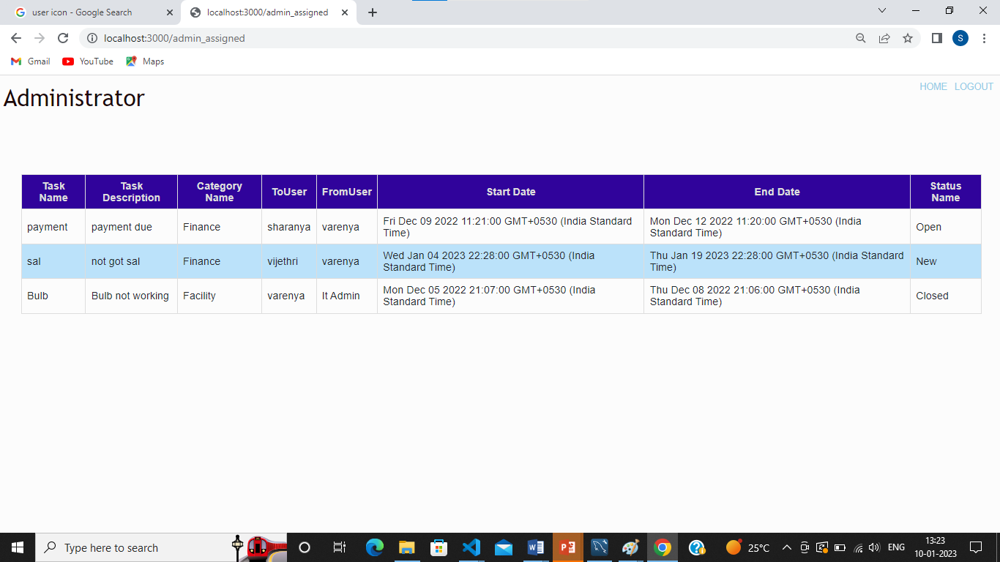 user icon - Google Search
localhost:3000/admin_assigned
localhost:3000/admin_assigned
S
Gmail
YouTube
Maps
HOME LOGOUT
Administrator
Task Name
Task Description
Category Name
ToUser
FromUser
Start Date
End Date
Status Name
payment
payment due
Finance
sharanya
varenya
Fri Dec 09 2022 11:21:00 GMT+0530 (India Standard
Time)
Mon Dec 12 2022 11:20:00 GMT+0530 (India
Standard Time)
Open
sal
not got sal
Finance
vijethri
varenya
Wed Jan 04 2023 22:28:00 GMT+0530 (India
Standard Time)
Thu Jan 19 2023 22:28:00 GMT+0530 (India Standard
Time)
New
Bulb
Bulb not working
Facility
varenya
It Admin
Mon Dec 05 2022 21:07:00 GMT+0530 (India
Standard Time)
Thu Dec 08 2022 21:06:00 GMT+0530 (India
Standard Time)
Closed
Type here to search
25°C
ENG
13:23
10-01-2023